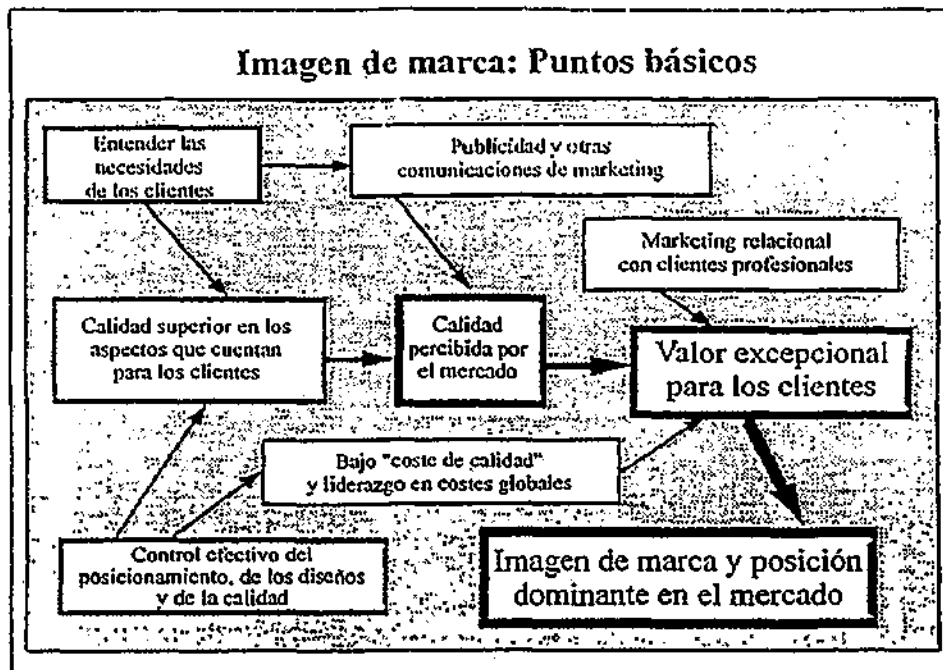 Imagen de marca: Puntos básicos
Entender las
necesidades
de los clientes
Publicidad y otras
comunicaciones de marketing
Marketing relacional
con clientes profesionales
Calidad superior en los
aspectos que cuentan
para los clientes
Calidad
percibida por
el mercado
Valor excepcional
para los clientes
Bajo "coste de calidad"
y liderazgo en costes globales
Control efectivo del
posicionamiento, de los diseños
y de la calidad
Imagen de marca y posición
dominante en el mercado